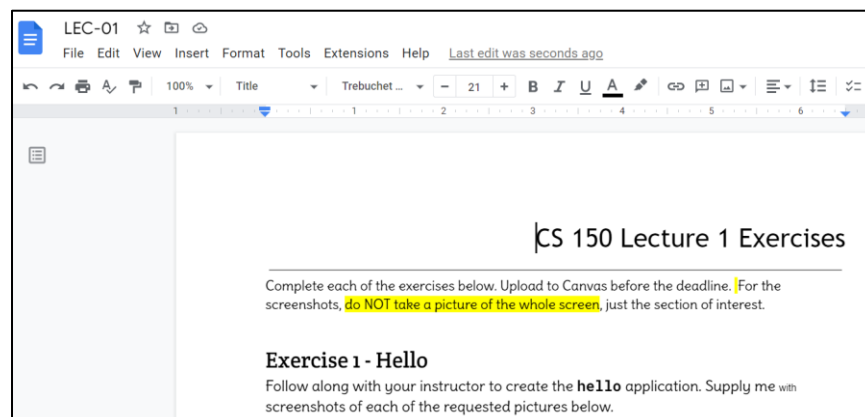 LEC-01
File Edit View Insert Format Tools Extensions Help Last edit was seconds ago
100% Title Trebuchet ... − 21 + B I U A
1 1 2 3 4 5 6
CS 150 Lecture 1 Exercises
Complete each of the exercises below. Upload to Canvas before the deadline. For the
screenshots, do NOT take a picture of the whole screen, just the section of interest.
Exercise 1 - Hello
Follow along with your instructor to create the hello application. Supply me with
screenshots of each of the requested pictures below.